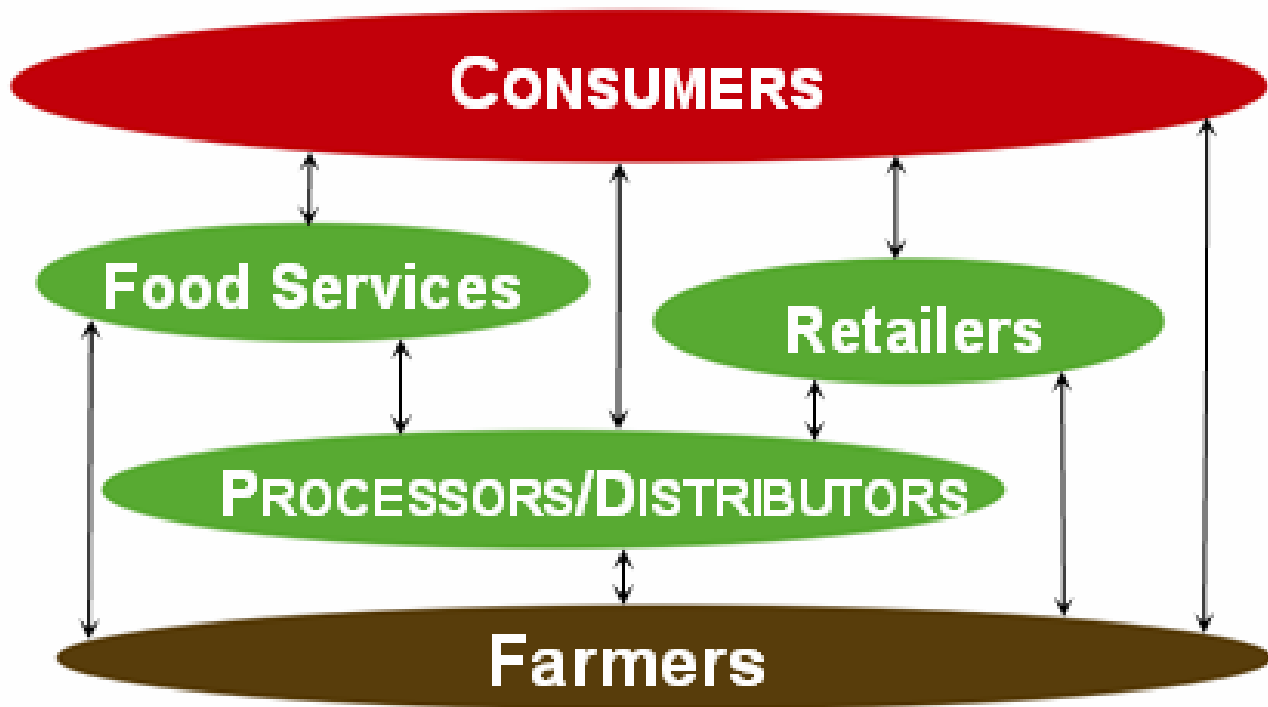 CONSUMERS
Food Services
Retailers
PROCESSORS/DISTRIBUTORS
Farmers